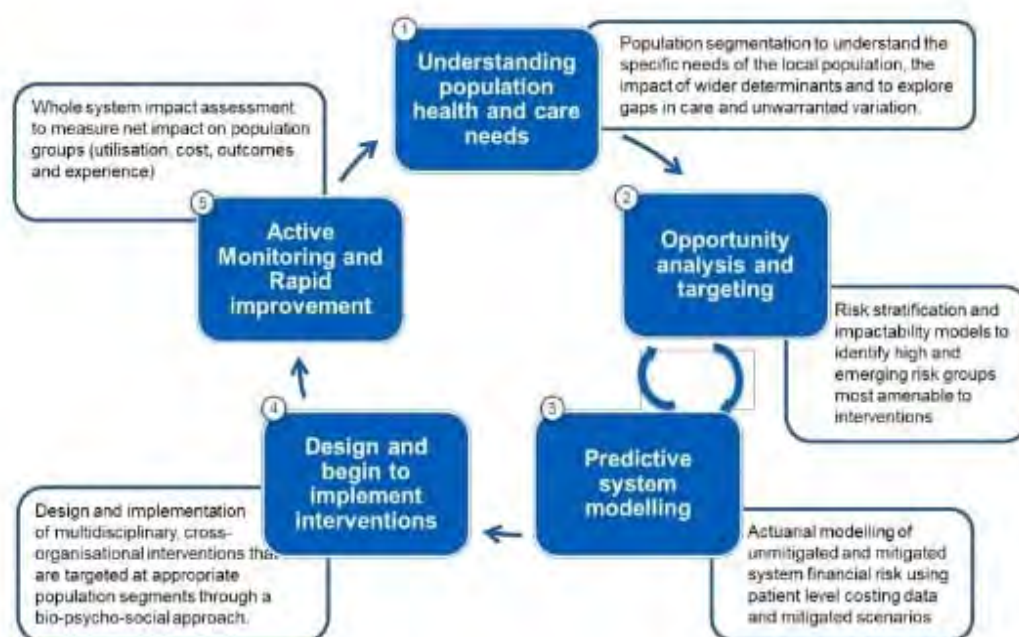 1
Understanding
population
health and care
needs
Population segmentation to understand the
specific needs of the local population, the
impact of wider determinants and to explore
gaps in care and unwarranted variation.
2
Opportunity
analysis and
targeting
Risk stratification and
impactability models to
identify high and
emerging risk groups
most amenable to
interventions
3
Predictive
system
modelling
Actuarial modelling of
unmitigated and mitigated
system financial risk using
patient level costing data
and mitigated scenarios
4
Design and
begin to
implement
interventions
Design and implementation
of multidisciplinary, cross-
organisational interventions that
are targeted at appropriate
population segments through a
bio-psycho-social approach.
5
Active
Monitoring and
Rapid
improvement
Whole system impact assessment
to measure net impact on population
groups (utilisation, cost, outcomes
and experience)